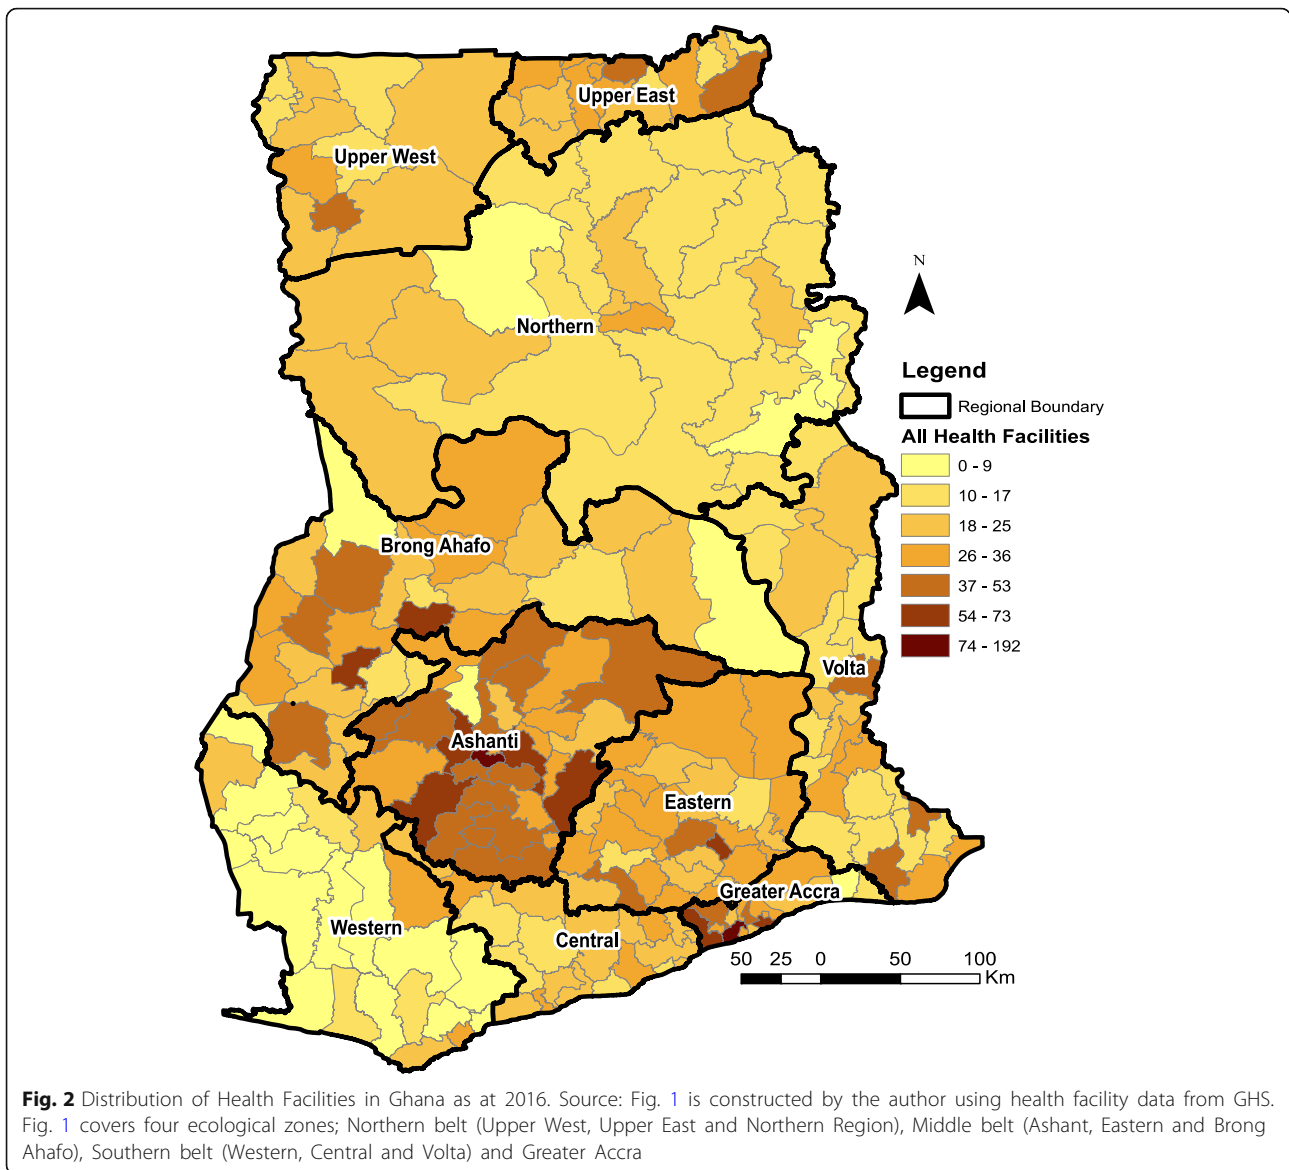 Upper East
Upper West
N
Northern
Legend
Regional Boundary
All Health Facilities
0 - 9
10 - 17
18 - 25
26 - 36
37 - 53
54 - 73
74 - 192
Brong Ahafo
Volta
Ashanti
Eastern
Greater Accra
Western
Central
50 25 0 50 100
Km
Fig. 2 Distribution of Health Facilities in Ghana as at 2016. Source: Fig. 1 is constructed by the author using health facility data from GHS.
Fig. 1 covers four ecological zones; Northern belt (Upper West, Upper East and Northern Region), Middle belt (Ashant, Eastern and Brong
Ahafo), Southern belt (Western, Central and Volta) and Greater Accra